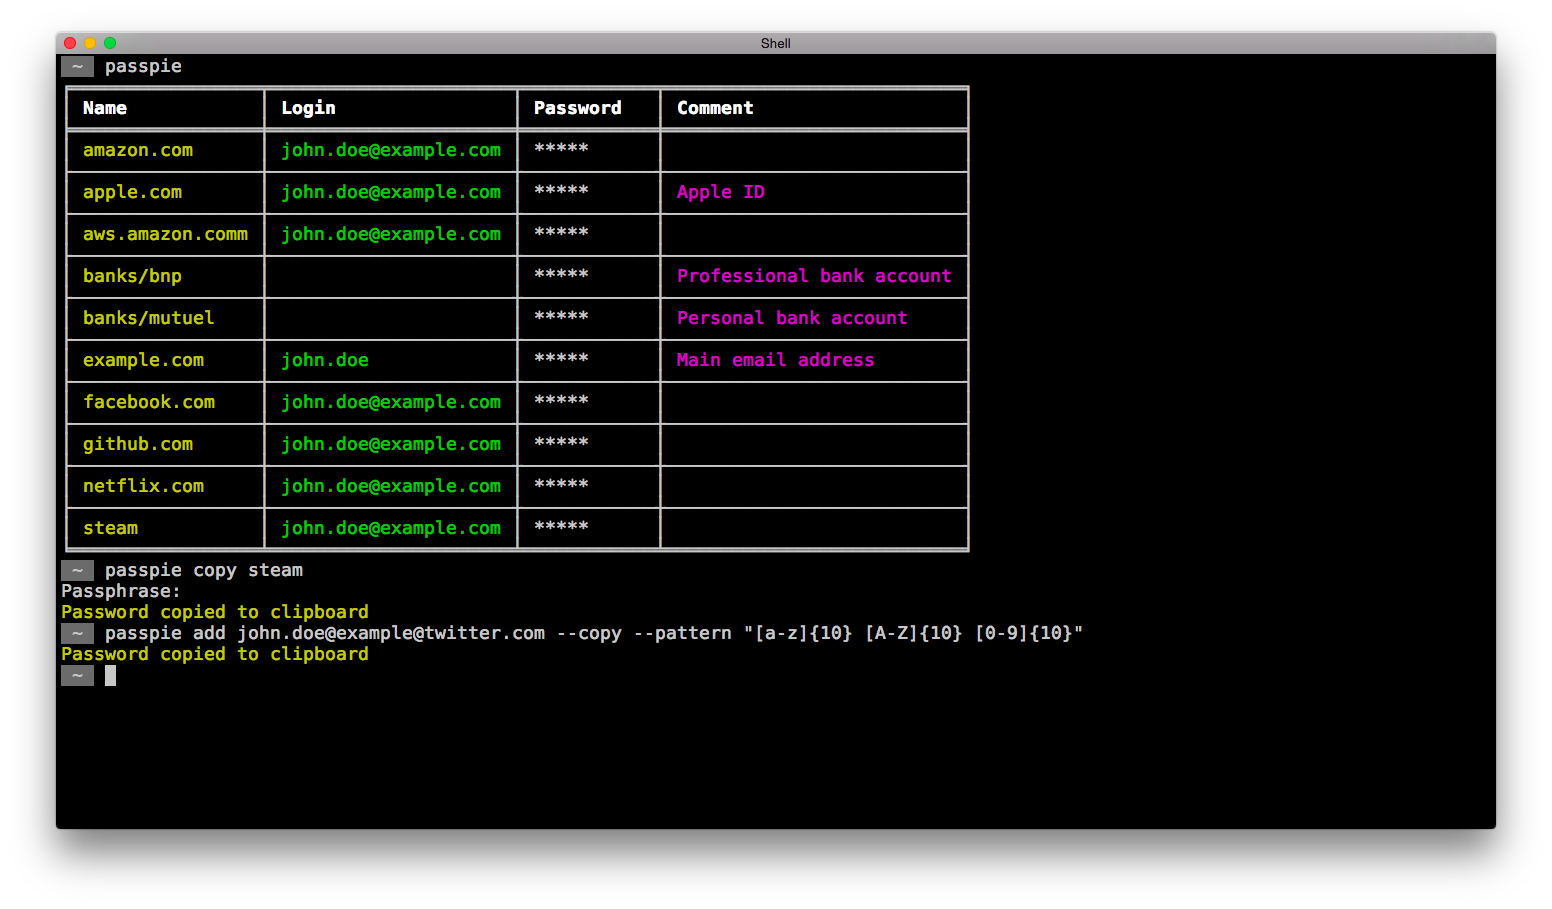 Shell
~ passpie
Name Login Password Comment
amazon.com john.doe@example.com *****
apple.com john.doe@example.com ***** Apple ID
aws.amazon.comm john.doe@example.com *****
banks/bnp ***** Professional bank account
banks/mutuel ***** Personal bank account
example.com john.doe ***** Main email address
facebook.com john.doe@example.com *****
github.com john.doe@example.com *****
netflix.com john.doe@example.com *****
steam john.doe@example.com *****
~ passpie copy steam
Passphrase:
Password copied to clipboard
~ passpie add john.doe@example@twitter.com --copy --pattern "[a-z]{10} [A-Z]{10} [0-9]{10}"
Password copied to clipboard
~